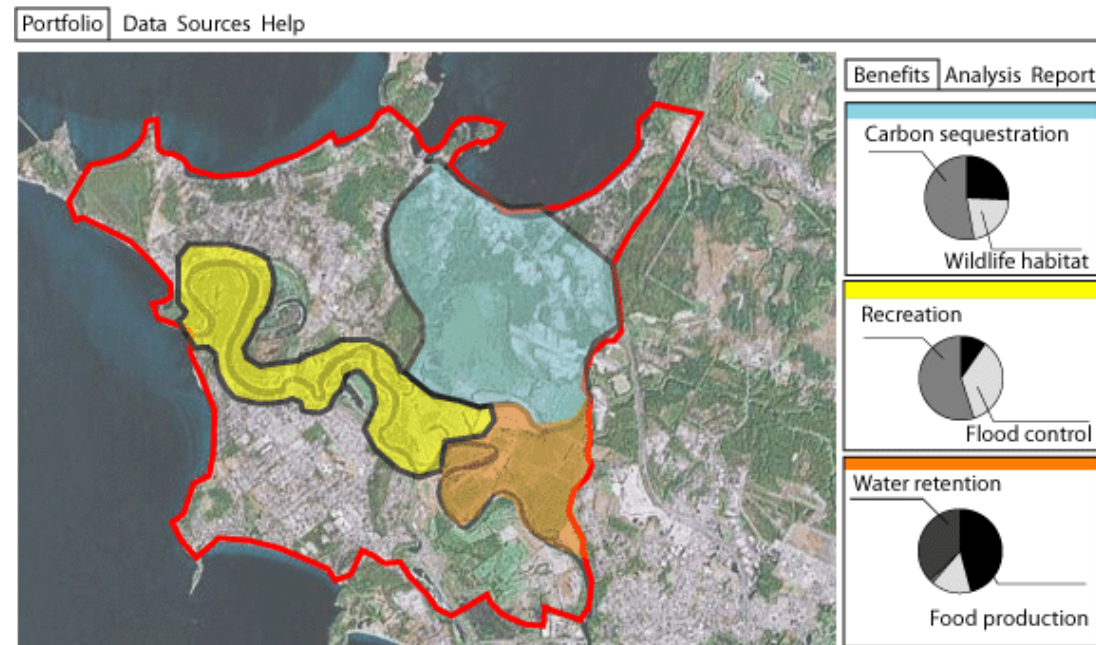 Portfolio Data Sources Help
Benefits Analysis Report
Carbon sequestration
Wildlife habitat
Recreation
Flood control
Water retention
Food production